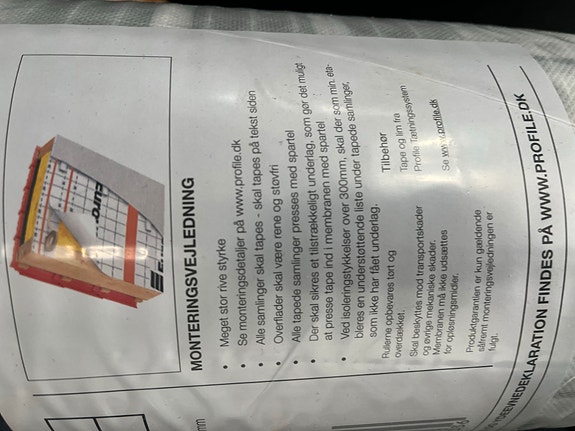 MONTERINGSVEJLEDNING
• Meget stor rive styrke
• Se monteringsdetaljer på www.profile.dk
• Alle samlinger skal tapes - skal tapes på tekst siden
• Overflader skal være rene og støvfri
• Alle tapede samlinger presses med spartel
• Der skal sikres et tilstrækkeligt underlag, som gør det muligt
at presse tape ind i membranen med spartel
• Ved isoleringstykkelser over 300mm, skal der som min. eta-
bleres en understøttende liste under tapede samlinger,
som ikke har fået underlag.
Rullerne opbevares tørt og
overdækket.
Skal beskyttes mod transportskader
og øvrige mekaniske skader.
Membranen må ikke udsættes
for opløsningsmidler.
Produktgarantien er kun gældende
såfremt monteringsvejledningen er
fulgt.
Tilbehør
Tape og lim fra
Profile Tætningssystem
Se www.profile.dk
YDEEVNEDEKLARATION FINDES PÅ WWW.PROFILE.DK
mm